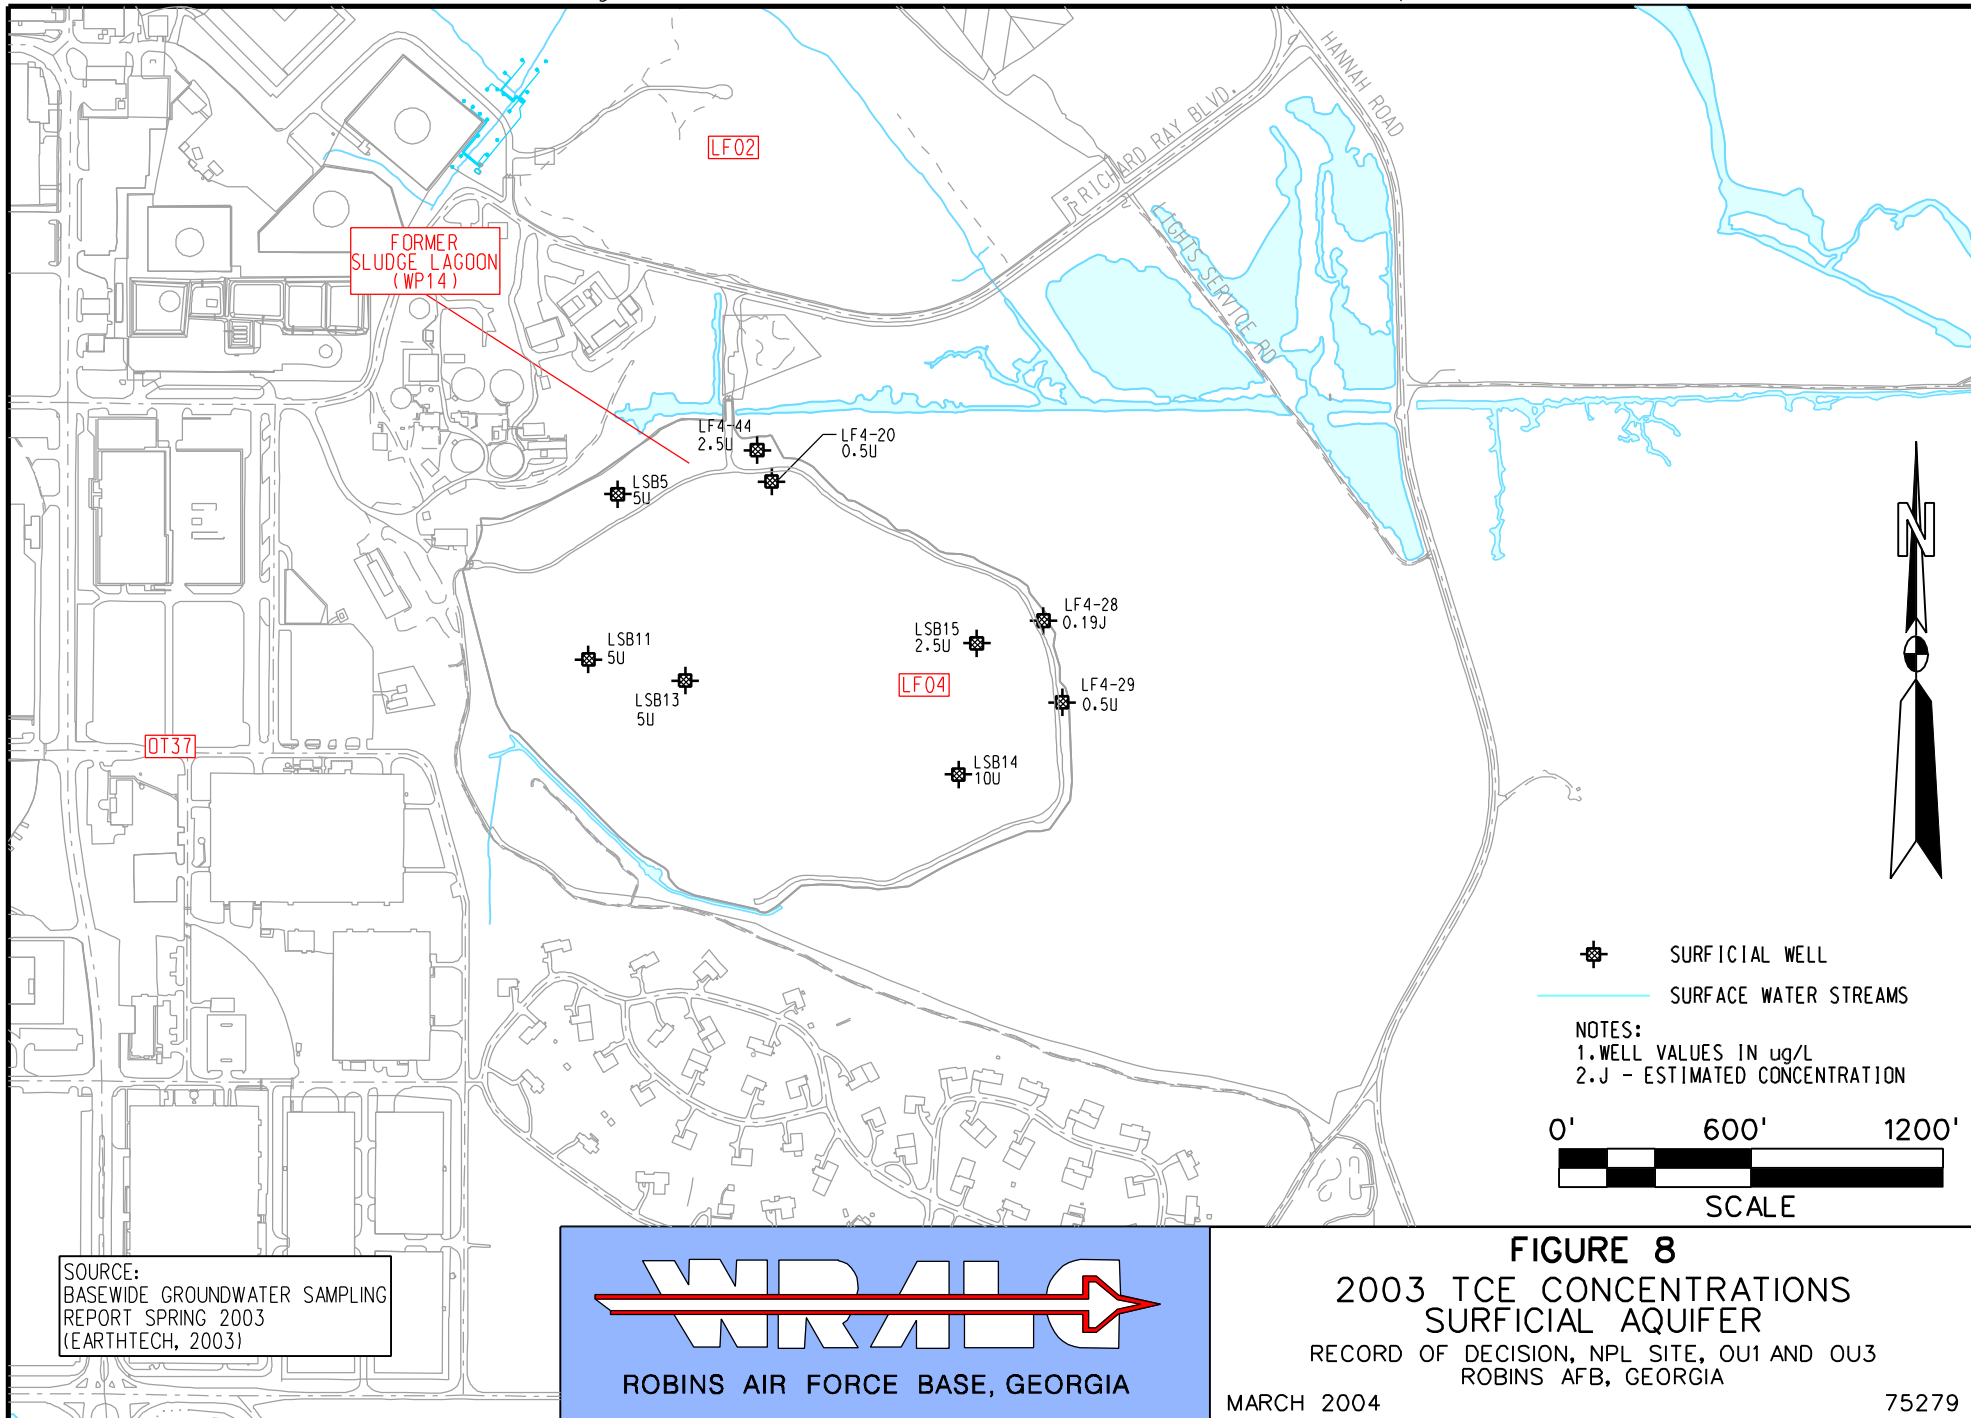 HANNAH ROAD
RICHARD RAY BLVD.
LIGHTS SERVICE RD
LF02
FORMER
SLUDGE LAGOON
(WP14)
LF4-44
2.5U
LF4-20
0.5U
LSB5
5U
LF4-28
0.19J
LSB15
2.5U
LSB11
5U
LSB13
5U
LF04
LF4-29
0.5U
OT37
LSB14
10U
N
SURFICIAL WELL
SURFACE WATER STREAMS
NOTES:
1.WELL VALUES IN ug/L
2.J - ESTIMATED CONCENTRATION
0' 600' 1200'
SCALE
SOURCE:
BASEWIDE GROUNDWATER SAMPLING
REPORT SPRING 2003
(EARTHTECH, 2003)
WRALC
ROBINS AIR FORCE BASE, GEORGIA
FIGURE 8
2003 TCE CONCENTRATIONS
SURFICIAL AQUIFER
RECORD OF DECISION, NPL SITE, OU1 AND OU3
ROBINS AFB, GEORGIA
MARCH 2004
75279